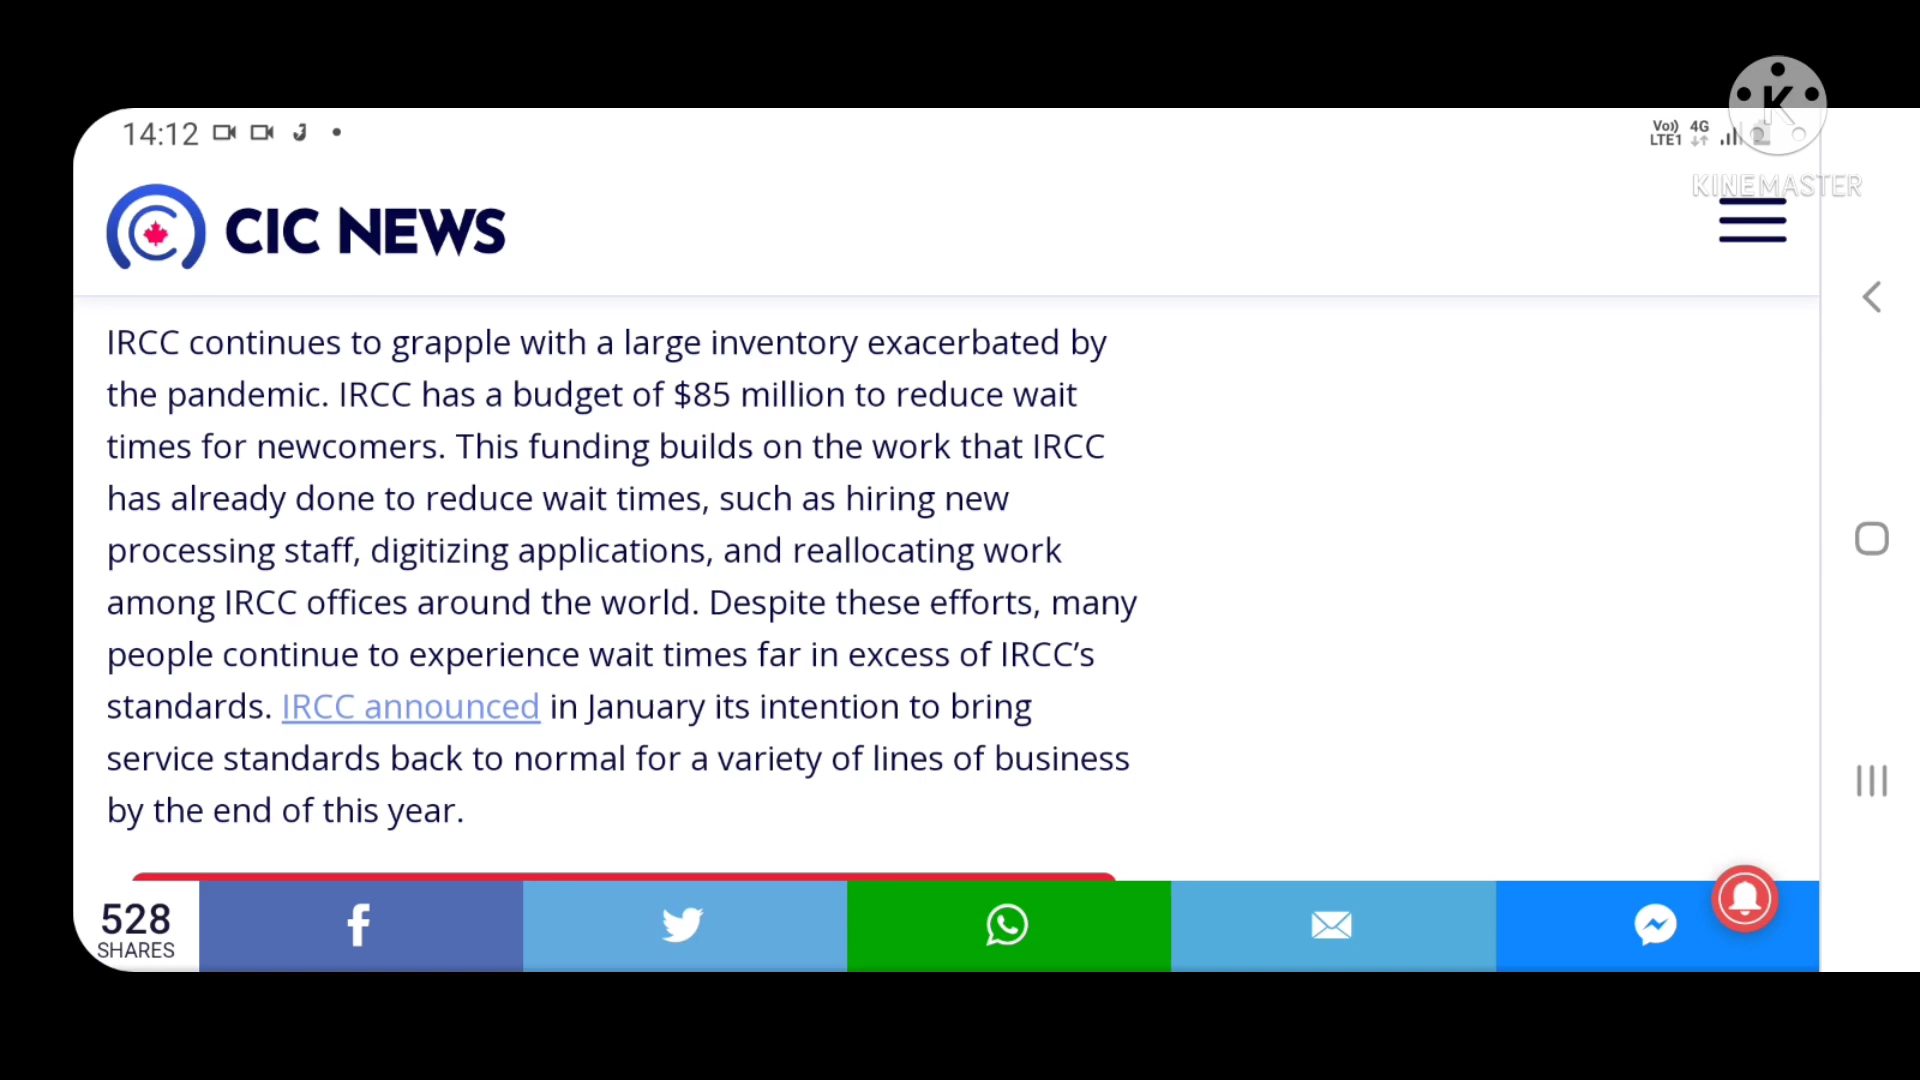 14:12
Vo)) 4G
LTE1
KINEMASTER
CIC NEWS
IRCC continues to grapple with a large inventory exacerbated by
the pandemic. IRCC has a budget of $85 million to reduce wait
times for newcomers. This funding builds on the work that IRCC
has already done to reduce wait times, such as hiring new
processing staff, digitizing applications, and reallocating work
among IRCC offices around the world. Despite these efforts, many
people continue to experience wait times far in excess of IRCC’s
standards. IRCC announced in January its intention to bring
service standards back to normal for a variety of lines of business
by the end of this year.
528
SHARES